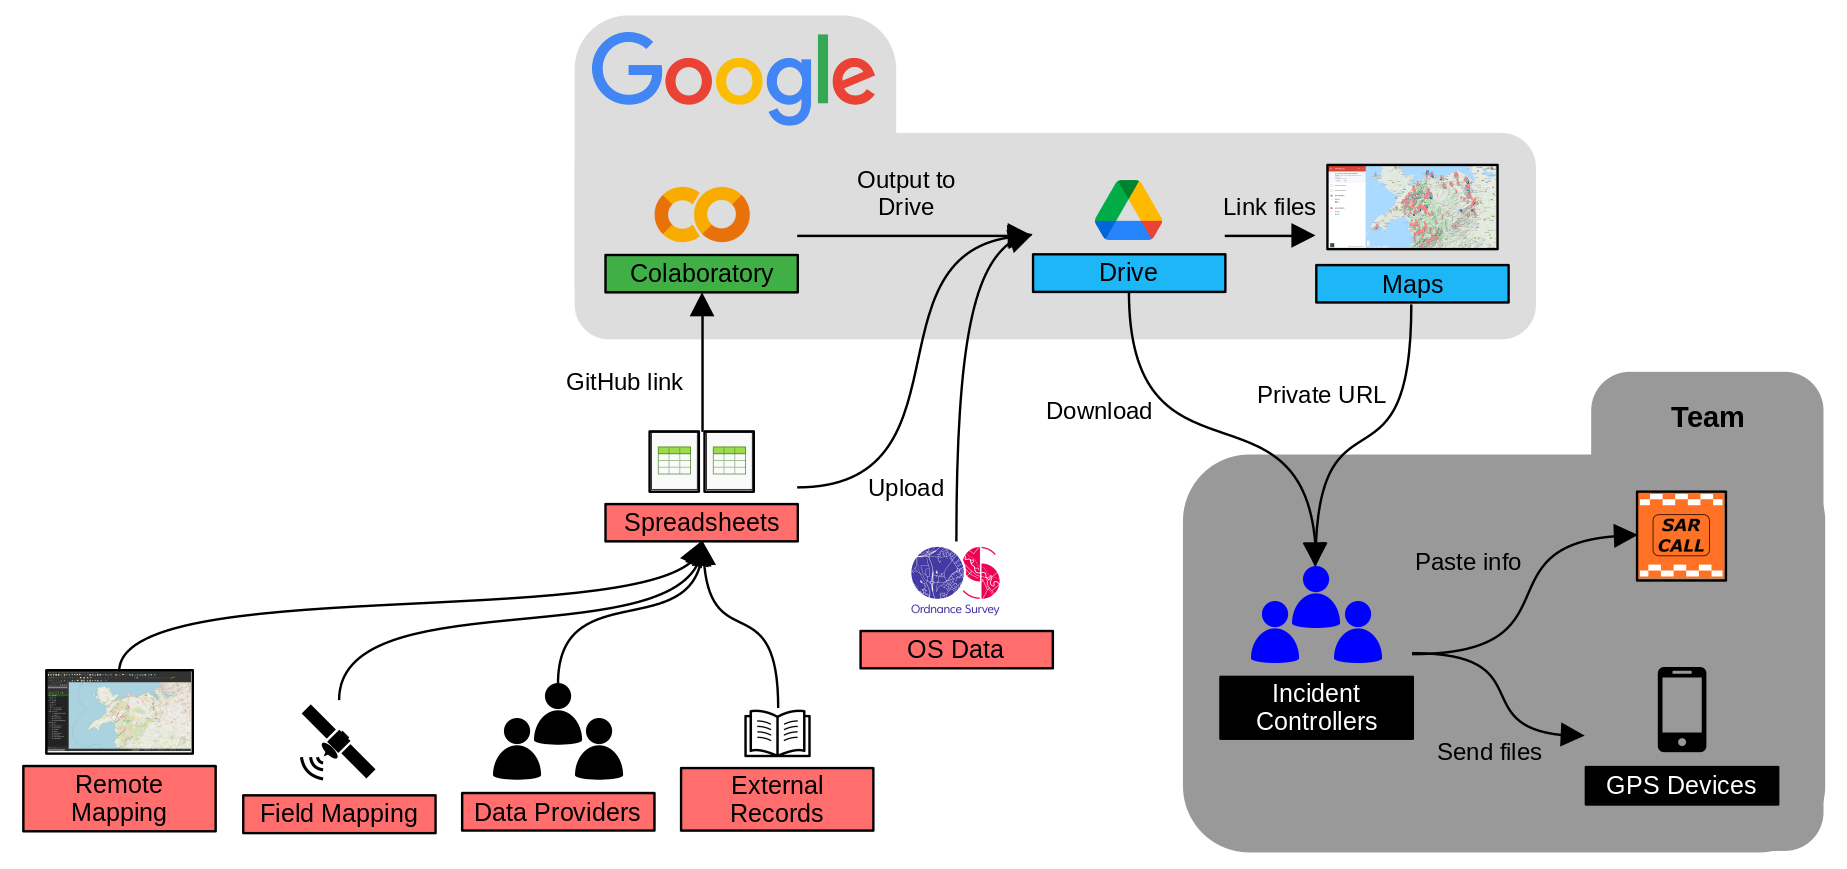 Google
Output to
Drive
Link files
Colaboratory
Drive
Maps
GitHub link
Download
Private URL
Team
Upload
Spreadsheets
SAR
CALL
Paste info
Ordnance Survey
OS Data
Incident
Controllers
Send files
GPS Devices
Remote
Mapping
Field Mapping
Data Providers
External
Records